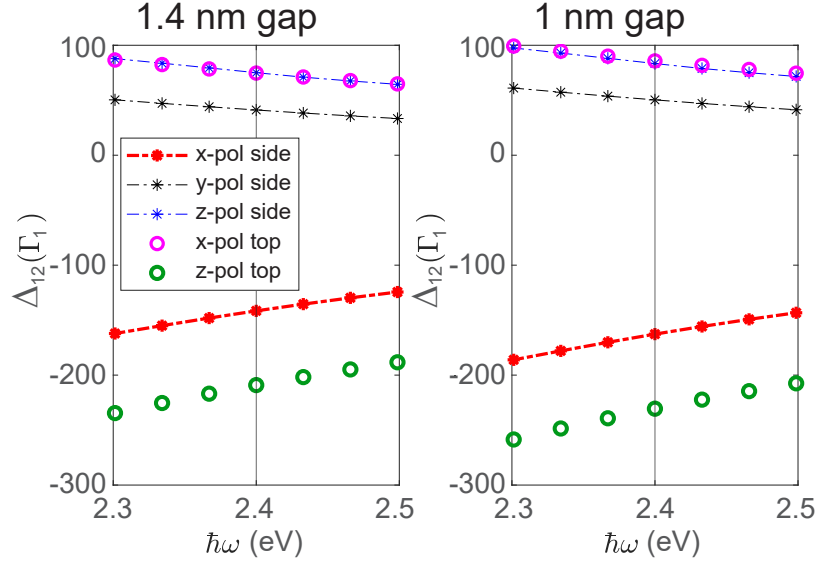 1.4 nm gap
1 nm gap
100
0
-100
-200
-300
Δ₁₂(Γ₁)
x-pol side
y-pol side
z-pol side
x-pol top
z-pol top
2.3
2.4
2.5
ħω (eV)
100
0
-100
-200
-300
Δ₁₂(Γ₁)
2.3
2.4
2.5
ħω (eV)